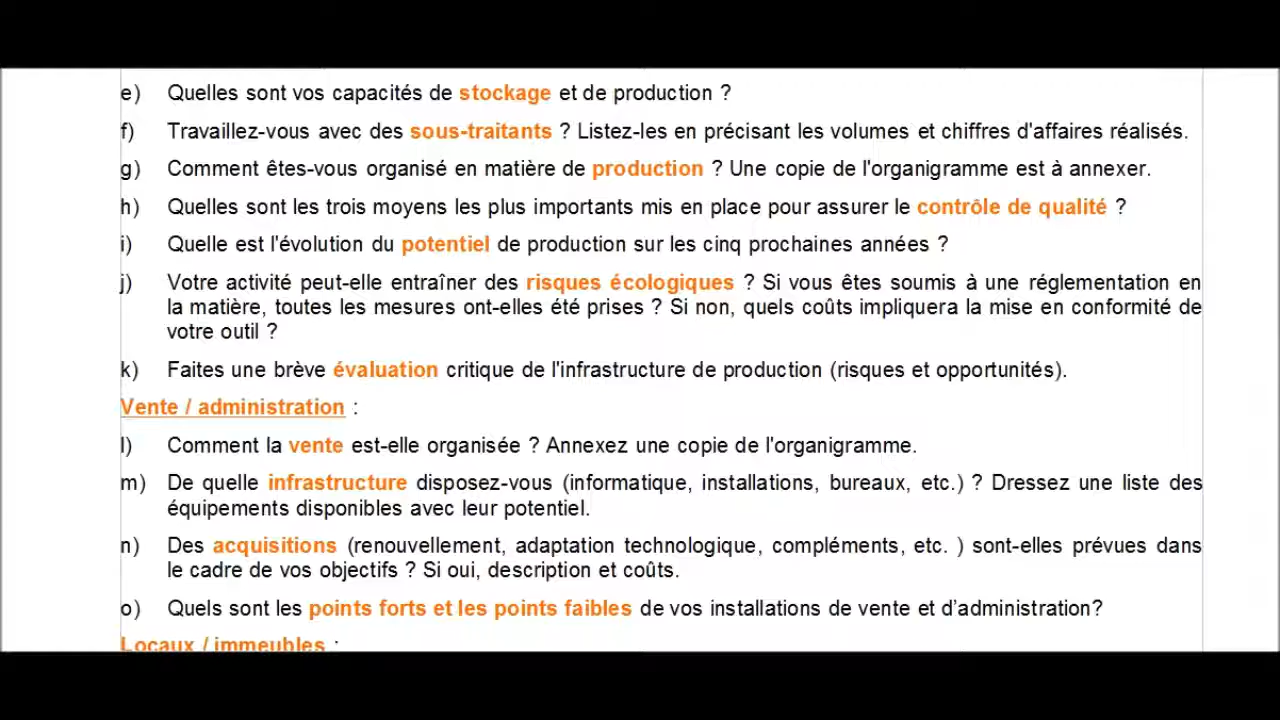 e) Quelles sont vos capacités de stockage et de production ?
f) Travaillez-vous avec des sous-traitants ? Listez-les en précisant les volumes et chiffres d'affaires réalisés.
g) Comment êtes-vous organisé en matière de production ? Une copie de l'organigramme est à annexer.
h) Quelles sont les trois moyens les plus importants mis en place pour assurer le contrôle de qualité ?
i) Quelle est l'évolution du potentiel de production sur les cinq prochaines années ?
j) Votre activité peut-elle entraîner des risques écologiques ? Si vous êtes soumis à une réglementation en
la matière, toutes les mesures ont-elles été prises ? Si non, quels coûts impliquera la mise en conformité de
votre outil ?
k) Faites une brève évaluation critique de l'infrastructure de production (risques et opportunités).
Vente / administration :
l) Comment la vente est-elle organisée ? Annexez une copie de l'organigramme.
m) De quelle infrastructure disposez-vous (informatique, installations, bureaux, etc.) ? Dressez une liste des
équipements disponibles avec leur potentiel.
n) Des acquisitions (renouvellement, adaptation technologique, compléments, etc. ) sont-elles prévues dans
le cadre de vos objectifs ? Si oui, description et coûts.
o) Quels sont les points forts et les points faibles de vos installations de vente et d’administration?
Locaux / immeubles :